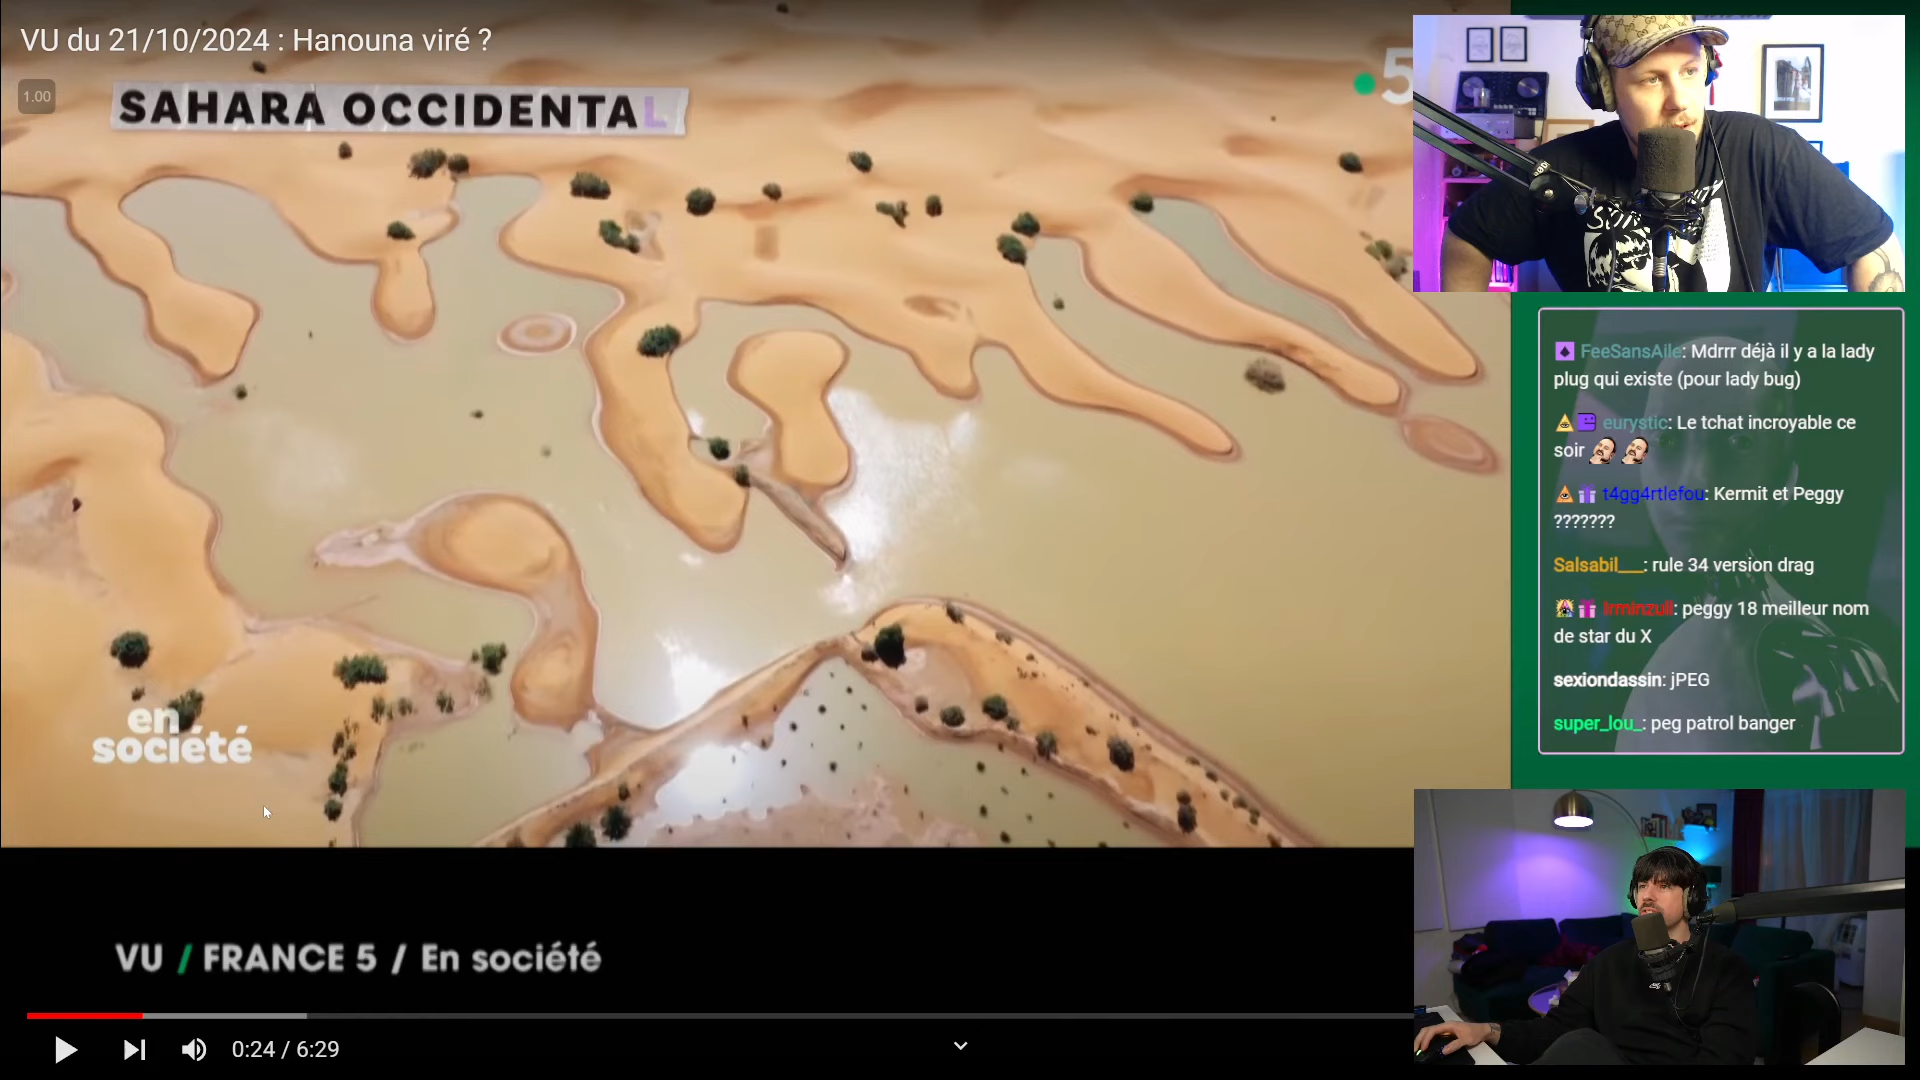 VU du 21/10/2024 : Hanouna viré ?
1.00
SAHARA OCCIDENTAL
5
en
société
VU / FRANCE 5 / En société
0:24 / 6:29
FeeSansAile: Mdrrr déjà il y a la lady
plug qui existe (pour lady bug)
eurystic: Le tchat incroyable ce
soir
t4gg4rtlefou: Kermit et Peggy
???????
Salsabil___: rule 34 version drag
Irminzull: peggy 18 meilleur nom
de star du X
sexiondassin: jPEG
super_lou_: peg patrol banger